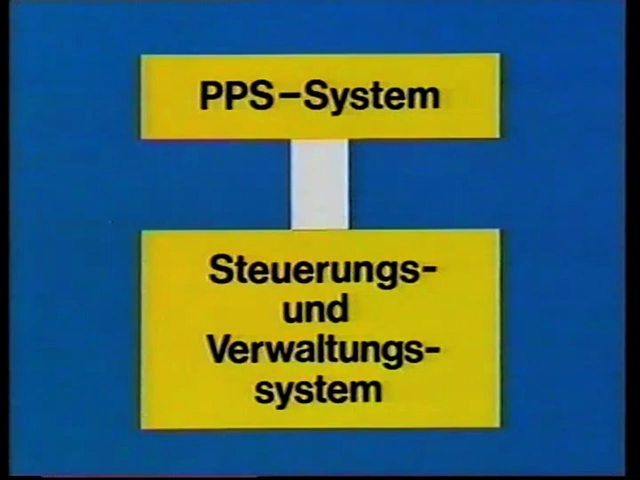 PPS-System
Steuerungs-
und
Verwaltungs-
system